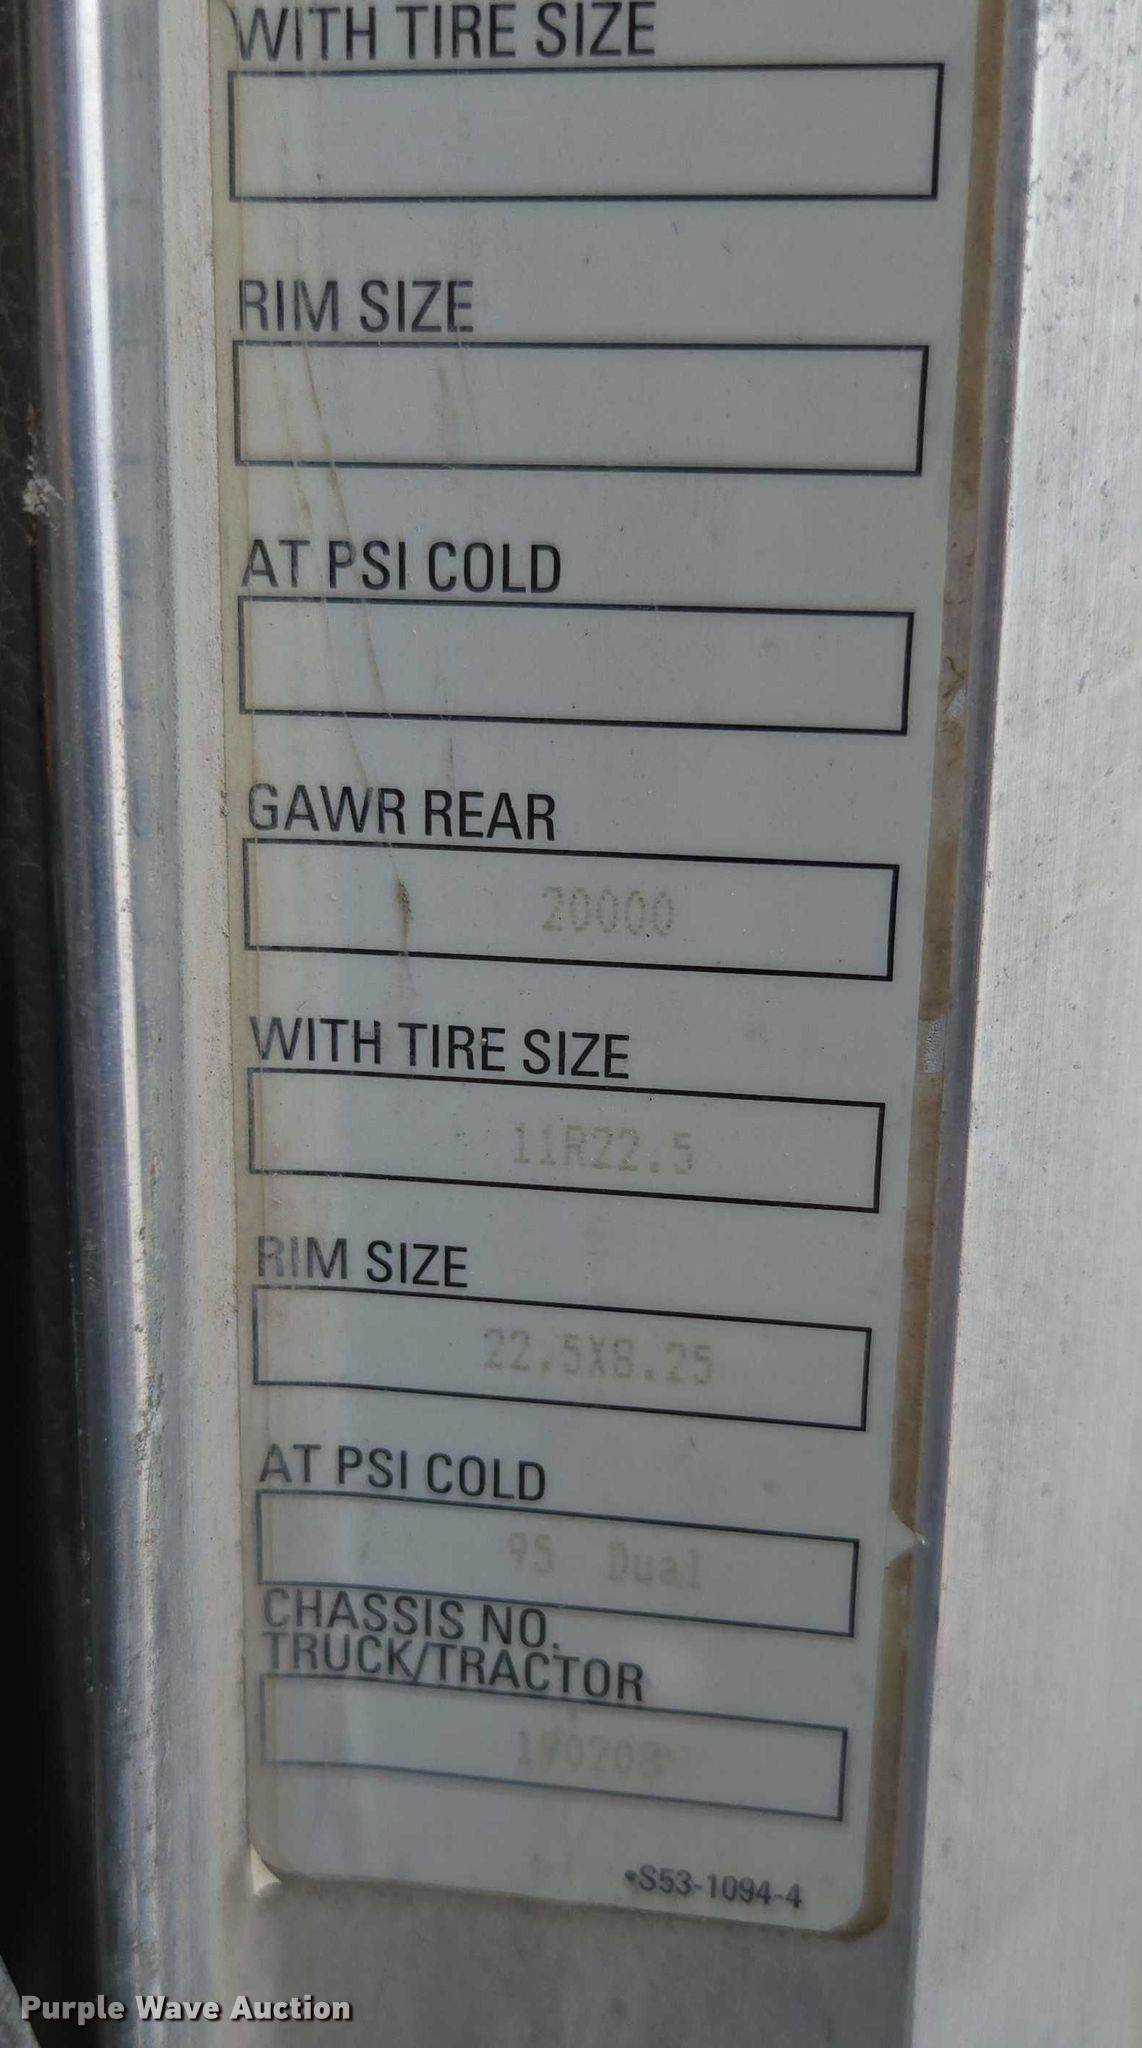 WITH TIRE SIZE
RIM SIZE
AT PSI COLD
GAWR REAR
20000
WITH TIRE SIZE
11R22.5
RIM SIZE
22.5X8.25
AT PSI COLD
95 Dual
CHASSIS NO.
TRUCK/TRACTOR
190208
•S53-1094-4
Purple Wave Auction